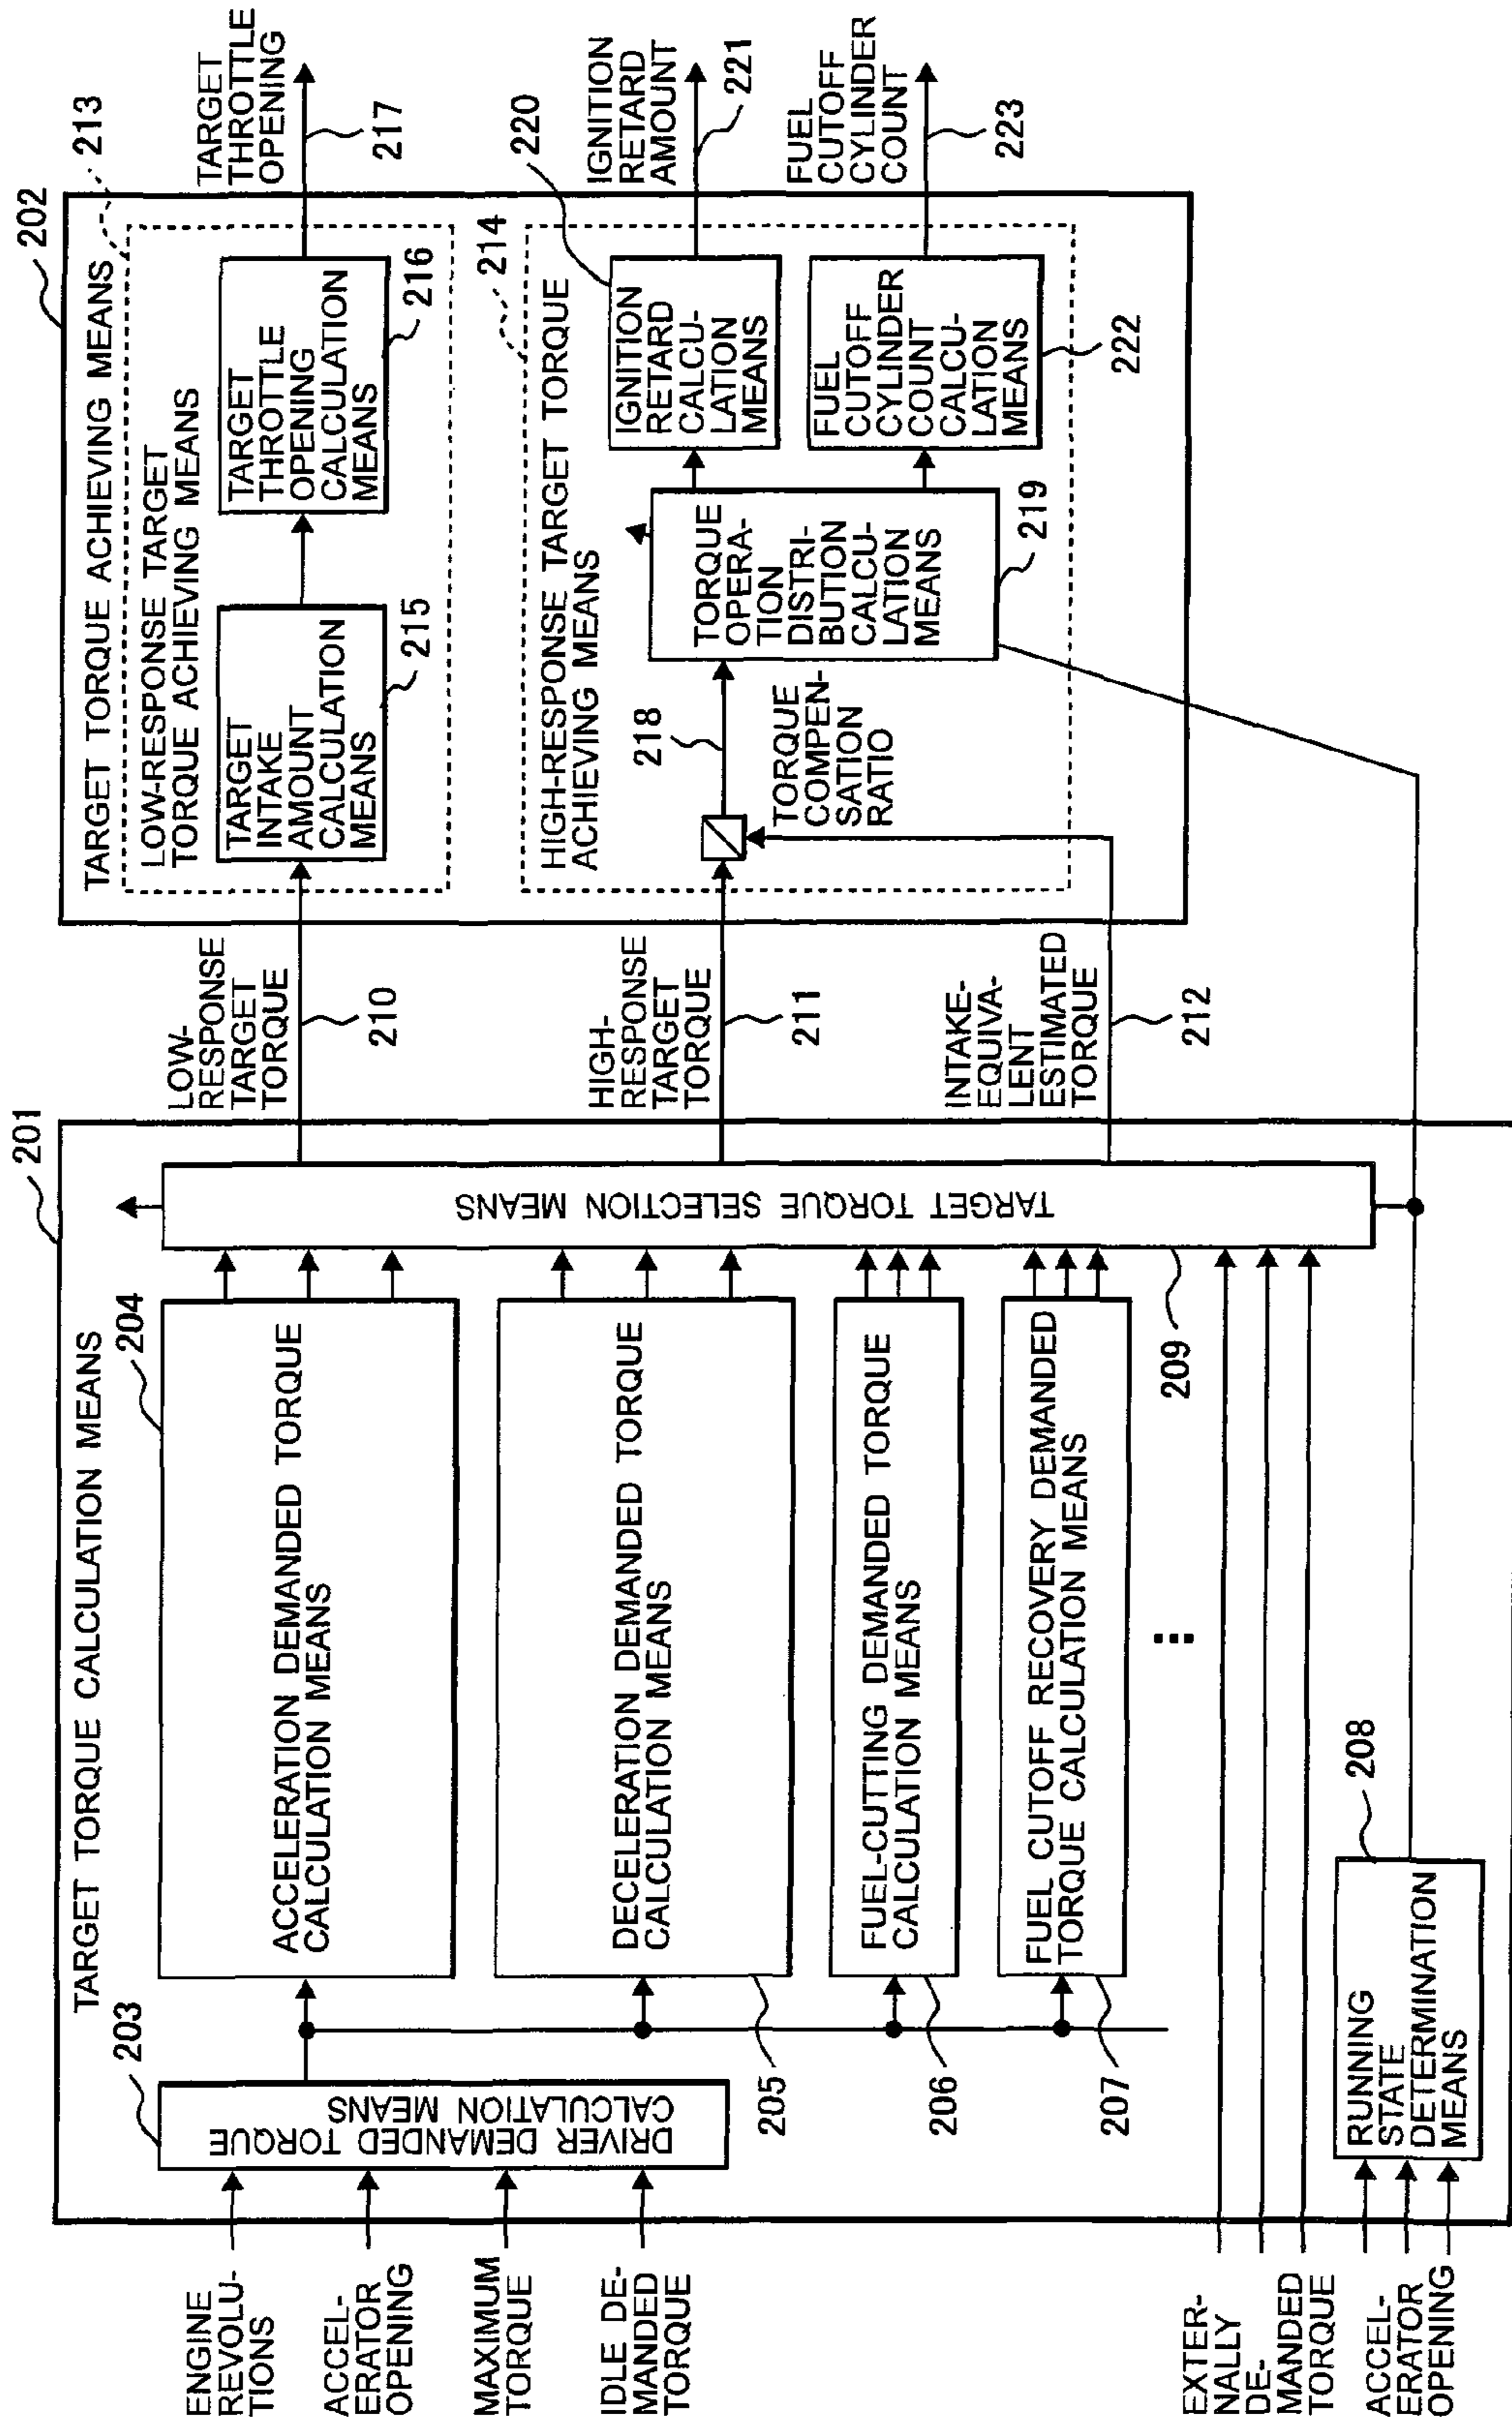 ENGINE
REVOLU-
TIONS
ACCEL-
ERATOR
OPENING
MAXIMUM
TORQUE
IDLE DE-
MANDED
TORQUE
EXTER-
NALLY
DE-
MANDED
TORQUE
ACCEL-
ERATOR
OPENING
201
TARGET TORQUE CALCULATION MEANS
203
DRIVER DEMANDED TORQUE
CALCULATION MEANS
204
ACCELERATION DEMANDED TORQUE
CALCULATION MEANS
DECELERATION DEMANDED TORQUE
CALCULATION MEANS
205
FUEL-CUTTING DEMANDED TORQUE
CALCULATION MEANS
206
FUEL CUTOFF RECOVERY DEMANDED
TORQUE CALCULATION MEANS
207
208
RUNNING
STATE
DETERMINATION
MEANS
TARGET TORQUE SELECTION MEANS
209
LOW-
RESPONSE
TARGET
TORQUE
210
HIGH-
RESPONSE
TARGET
TORQUE
211
INTAKE-
EQUIVA-
LENT
ESTIMATED
TORQUE
212
202
TARGET TORQUE ACHIEVING MEANS
213
LOW-RESPONSE TARGET
TORQUE ACHIEVING MEANS
TARGET
INTAKE
AMOUNT
CALCULATION
MEANS
215
TARGET
THROTTLE
OPENING
CALCULATION
MEANS
216
TARGET
THROTTLE
OPENING
217
214
HIGH-RESPONSE TARGET TORQUE
ACHIEVING MEANS
218
TORQUE
COMPEN-
SATION
RATIO
TORQUE
OPERA-
TION
DISTRI-
BUTION
CALCU-
LATION
MEANS
219
220
IGNITION
RETARD
CALCU-
LATION
MEANS
FUEL
CUTOFF
CYLINDER
COUNT
CALCU-
LATION
MEANS
222
IGNITION
RETARD
AMOUNT
221
FUEL
CUTOFF
CYLINDER
COUNT
223